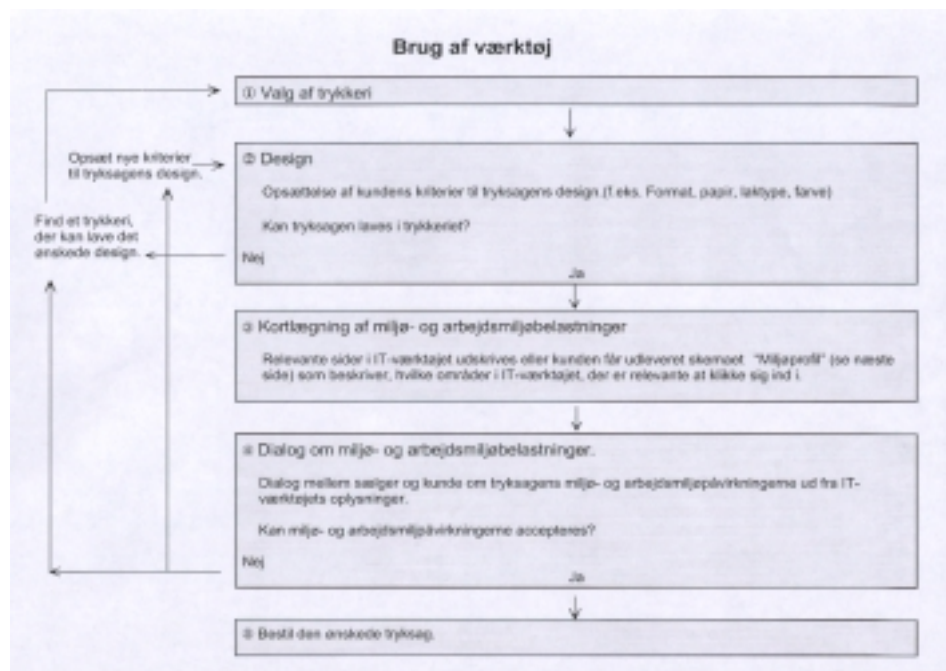 Brug af værktøj
① Valg af trykkeri
Opsæt nye kriterier
til tryksagens design.
② Design
Opsættelse af kundens kriterier til tryksagens design (f.eks. Format, papir, laktype, farve)
Kan tryksagen laves i trykkeriet?
Find et trykkeri,
der kan lave det
ønskede design.
Nej
Ja
③ Kortlægning af miljø- og arbejdsmiljøbelastninger
Relevante sider i IT-værktøjet udskrives eller kunden får udleveret skemaet "Miljøprofil" (se næste
side) som beskriver, hvilke områder i IT-værktøjet, der er relevante at klikke sig ind i.
④ Dialog om miljø- og arbejdsmiljøbelastninger.
Dialog mellem sælger og kunde om tryksagens miljø- og arbejdsmiljøpåvirkningerne ud fra IT-
værktøjets oplysninger.
Kan miljø- og arbejdsmiljøpåvirkningerne accepteres?
Nej
Ja
⑤ Bestil den ønskede tryksag.